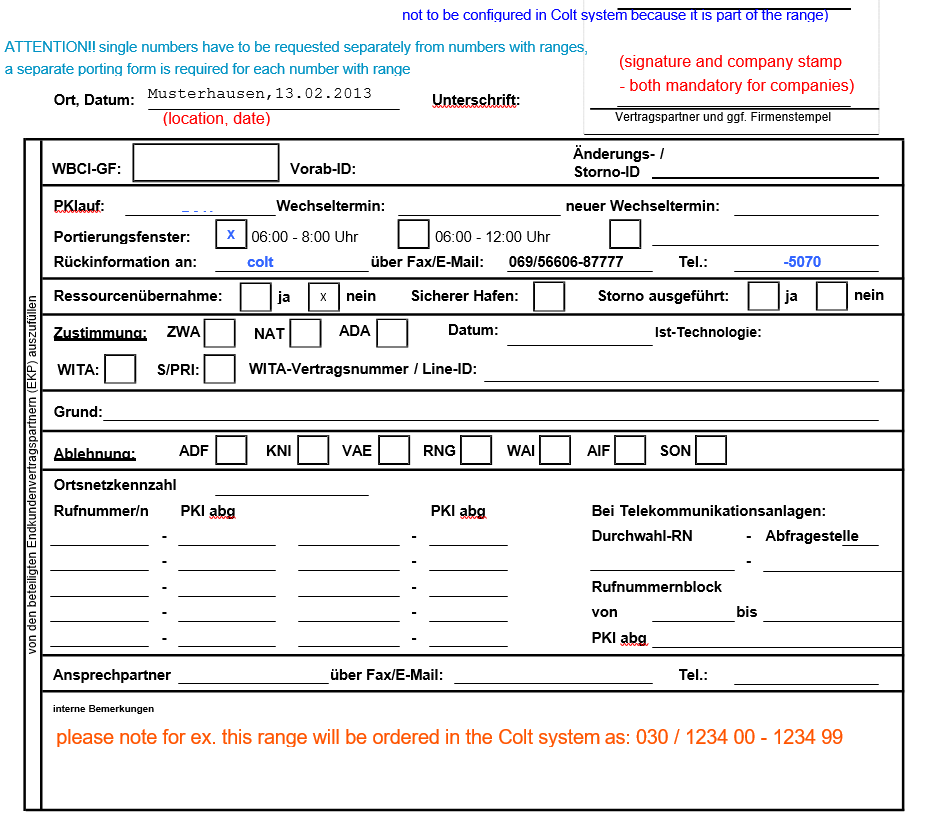 not to be configured in Colt system because it is part of the range)
ATTENTION!! single numbers have to be requested separately from numbers with ranges,
a separate porting form is required for each number with range
(signature and company stamp
- both mandatory for companies)
Ort, Datum: Musterhausen,13.02.2013 Unterschrift:
(location, date)
Vertragspartner und ggf. Firmenstempel
WBCI-GF: Vorab-ID: Änderungs- /
Storno-ID
PKIauf: Wechseltermin: neuer Wechseltermin:
Portierungsfenster: x 06:00 - 8:00 Uhr 06:00 - 12:00 Uhr
Rückinformation an: colt über Fax/E-Mail: 069/56606-87777 Tel.: -5070
Ressourcenübernahme: ja x nein Sicherer Hafen: Storno ausgeführt: ja nein
Zustimmung: ZWA NAT ADA Datum: Ist-Technologie:
WITA: S/PRI: WITA-Vertragsnummer / Line-ID:
Grund:
Ablehnung: ADF KNI VAE RNG WAI AIF SON
Ortsnetzkennzahl
Rufnummer/n PKI abg PKI abg Bei Telekommunikationsanlagen:
- - Durchwahl-RN - Abfragestelle
- - -
- - Rufnummernblock
- - von bis
- - PKI abg
Ansprechpartner über Fax/E-Mail: Tel.:
interne Bemerkungen
please note for ex. this range will be ordered in the Colt system as: 030 / 1234 00 - 1234 99
von den beteiligten Endkundenvertragspartnern (EKP) auszufüllen